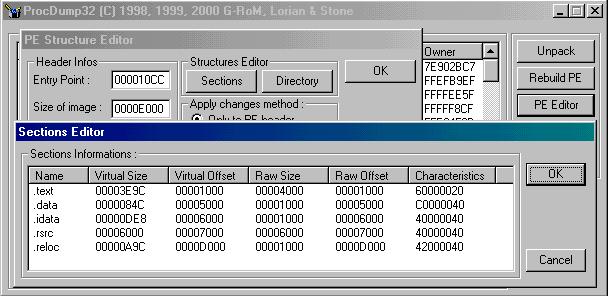 ProcDump32 (C) 1998, 1999, 2000 G-RoM, Lorian & Stone
PE Structure Editor
Header Infos
Entry Point : 000010CC
Size of image : 0000E000
Structures Editor
Sections Directory
Apply changes method :
Only to PE header
OK
Owner
7E902BC7
FFEFB9EF
FFFFEE5F
FFFFF8CF
Unpack
Rebuild PE
PE Editor
Sections Editor
Sections Informations :
Name Virtual Size Virtual Offset Raw Size Raw Offset Characteristics
.text 00003E9C 00001000 00004000 00001000 60000020
.data 0000084C 00005000 00001000 00005000 C0000040
.idata 00000DE8 00006000 00001000 00006000 40000040
.rsrc 00006000 00007000 00006000 00007000 40000040
.reloc 00000A9C 0000D000 00001000 0000D000 42000040
OK
Cancel